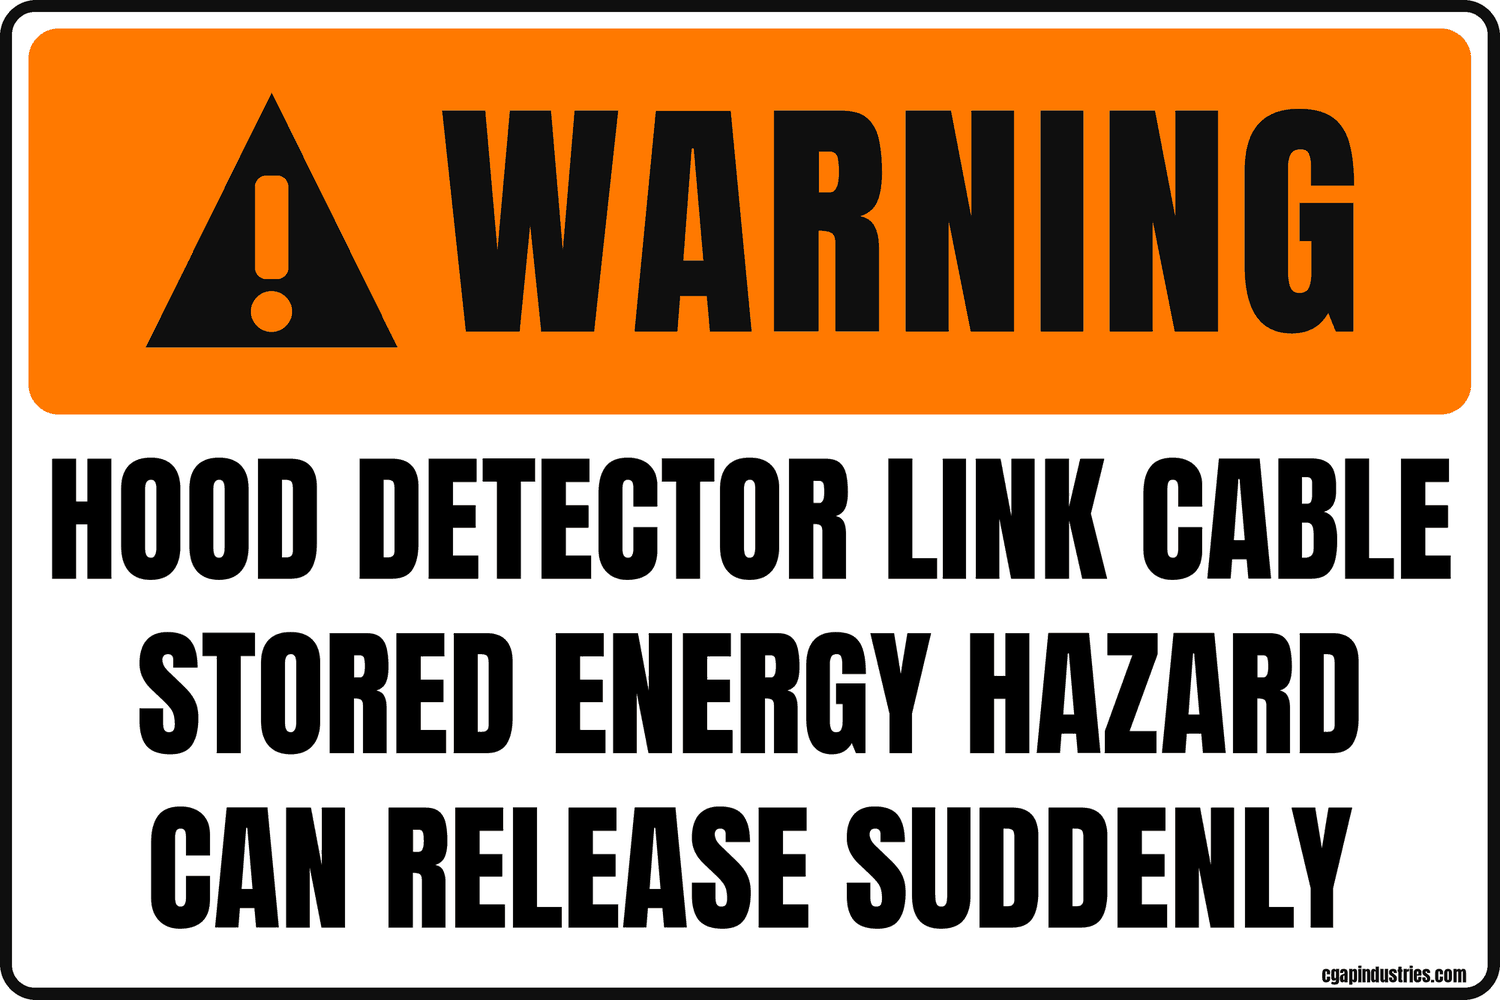 WARNING
HOOD DETECTOR LINK CABLE
STORED ENERGY HAZARD
CAN RELEASE SUDDENLY
cgapindustries.com